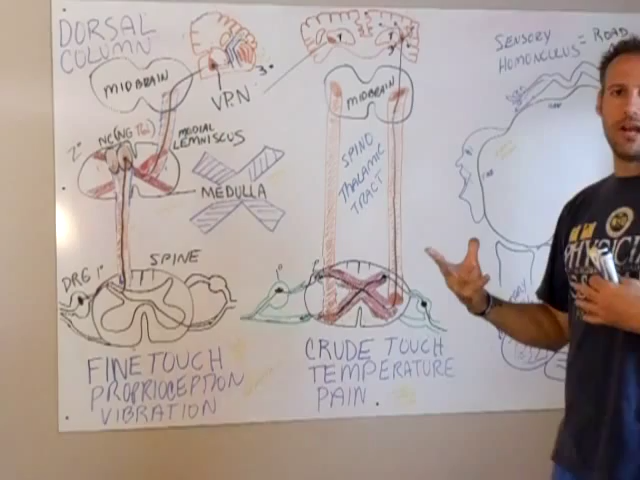 DORSAL
COLUMN
MIDBRAIN
3°
VPN
2°
MEDIAL
LEMNISCUS
MEDULLA
DRG 1°
SPINE
FINE TOUCH
PROPRIOCEPTION
VIBRATION
MIDBRAIN
SPINO
THALAMIC
TRACT
CRUDE TOUCH
TEMPERATURE
PAIN.
SENSORY = ROAD
HOMONCULUS